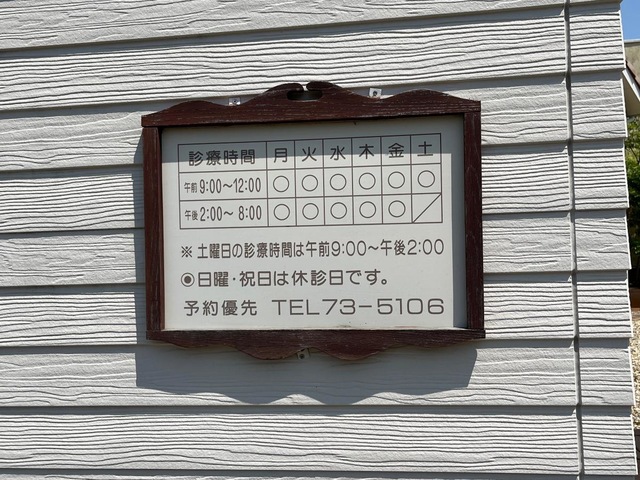 診療時間 月 火 水 木 金 土
午前 9:00〜12:00 ○ ○ ○ ○ ○ ○
午後 2:00〜 8:00 ○ ○ ○ ○ ○ ／
※ 土曜日の診療時間は午前9:00〜午後2:00
◉日曜・祝日は休診日です。
予約優先 TEL73-5106